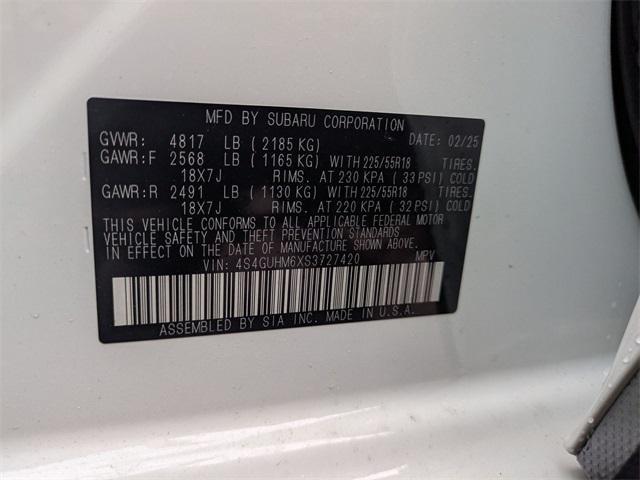 MFD BY SUBARU CORPORATION
GVWR: 4817 LB (2185 KG) DATE: 02/25
GAWR:F 2568 LB (1165 KG) WITH 225/55R18 TIRES.
18X7J RIMS. AT 230 KPA (33 PSI) COLD
GAWR:R 2491 LB (1130 KG) WITH 225/55R18 TIRES.
18X7J RIMS. AT 220 KPA (32 PSI) COLD
THIS VEHICLE CONFORMS TO ALL APPLICABLE FEDERAL MOTOR
VEHICLE SAFETY AND THEFT PREVENTION STANDARDS
IN EFFECT ON THE DATE OF MANUFACTURE SHOWN ABOVE.
VIN: 4S4GUHM6XS3727420 MPV
ASSEMBLED BY SIA INC. MADE IN U.S.A.